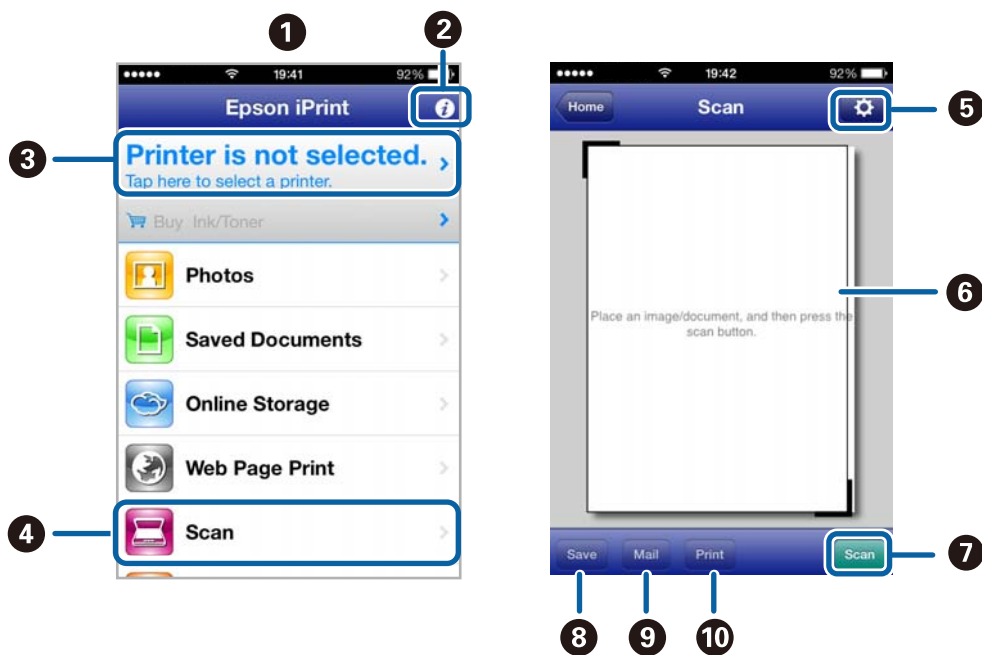 1
2
19:41
92%
Epson iPrint
3
Printer is not selected.
Tap here to select a printer.
Buy Ink/Toner
Photos
Saved Documents
Online Storage
Web Page Print
4
Scan
19:42
92%
Home
Scan
5
6
Place an image/document, and then press the
scan button.
Save
Mail
Print
Scan
7
8
9
10